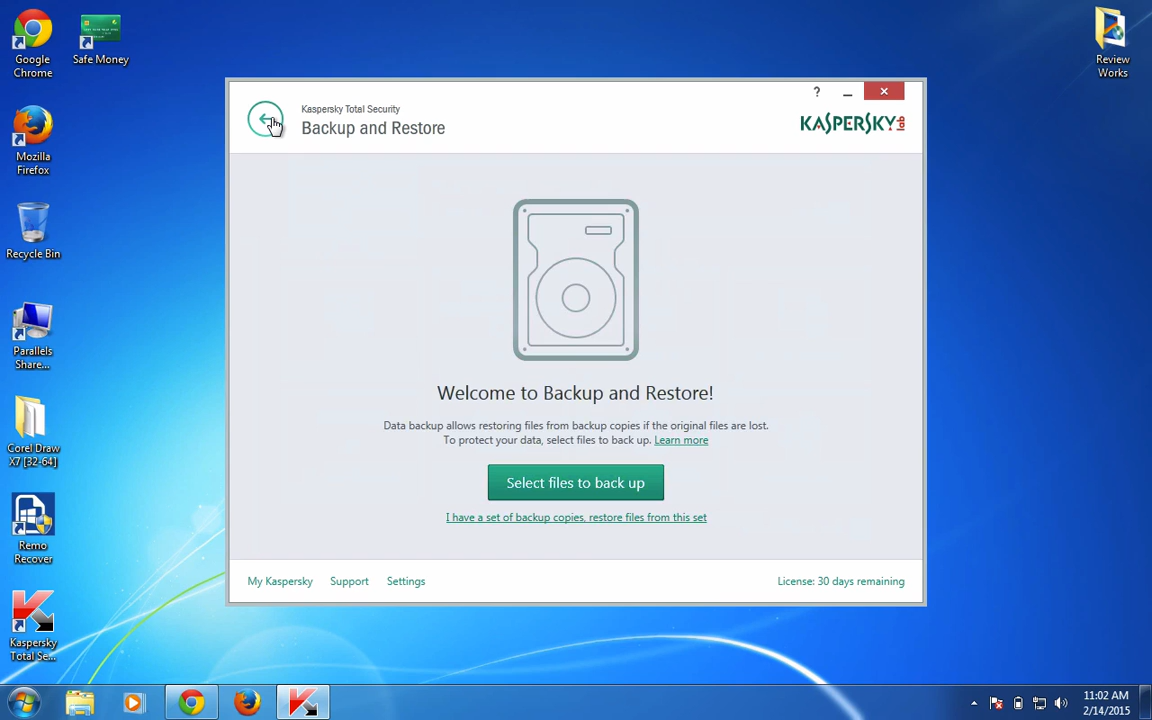 Google
Chrome
Safe Money
Mozilla
Firefox
Recycle Bin
Parallels
Share...
Corel Draw
X7 [32-64]
Remo
Recover
Kaspersky
Total Se...
Review
Works
Kaspersky Total Security
Backup and Restore
?
KASPERSKY lab
Welcome to Backup and Restore!
Data backup allows restoring files from backup copies if the original files are lost.
To protect your data, select files to back up. Learn more
Select files to back up
I have a set of backup copies, restore files from this set
My Kaspersky Support Settings
License: 30 days remaining
11:02 AM
2/14/2015